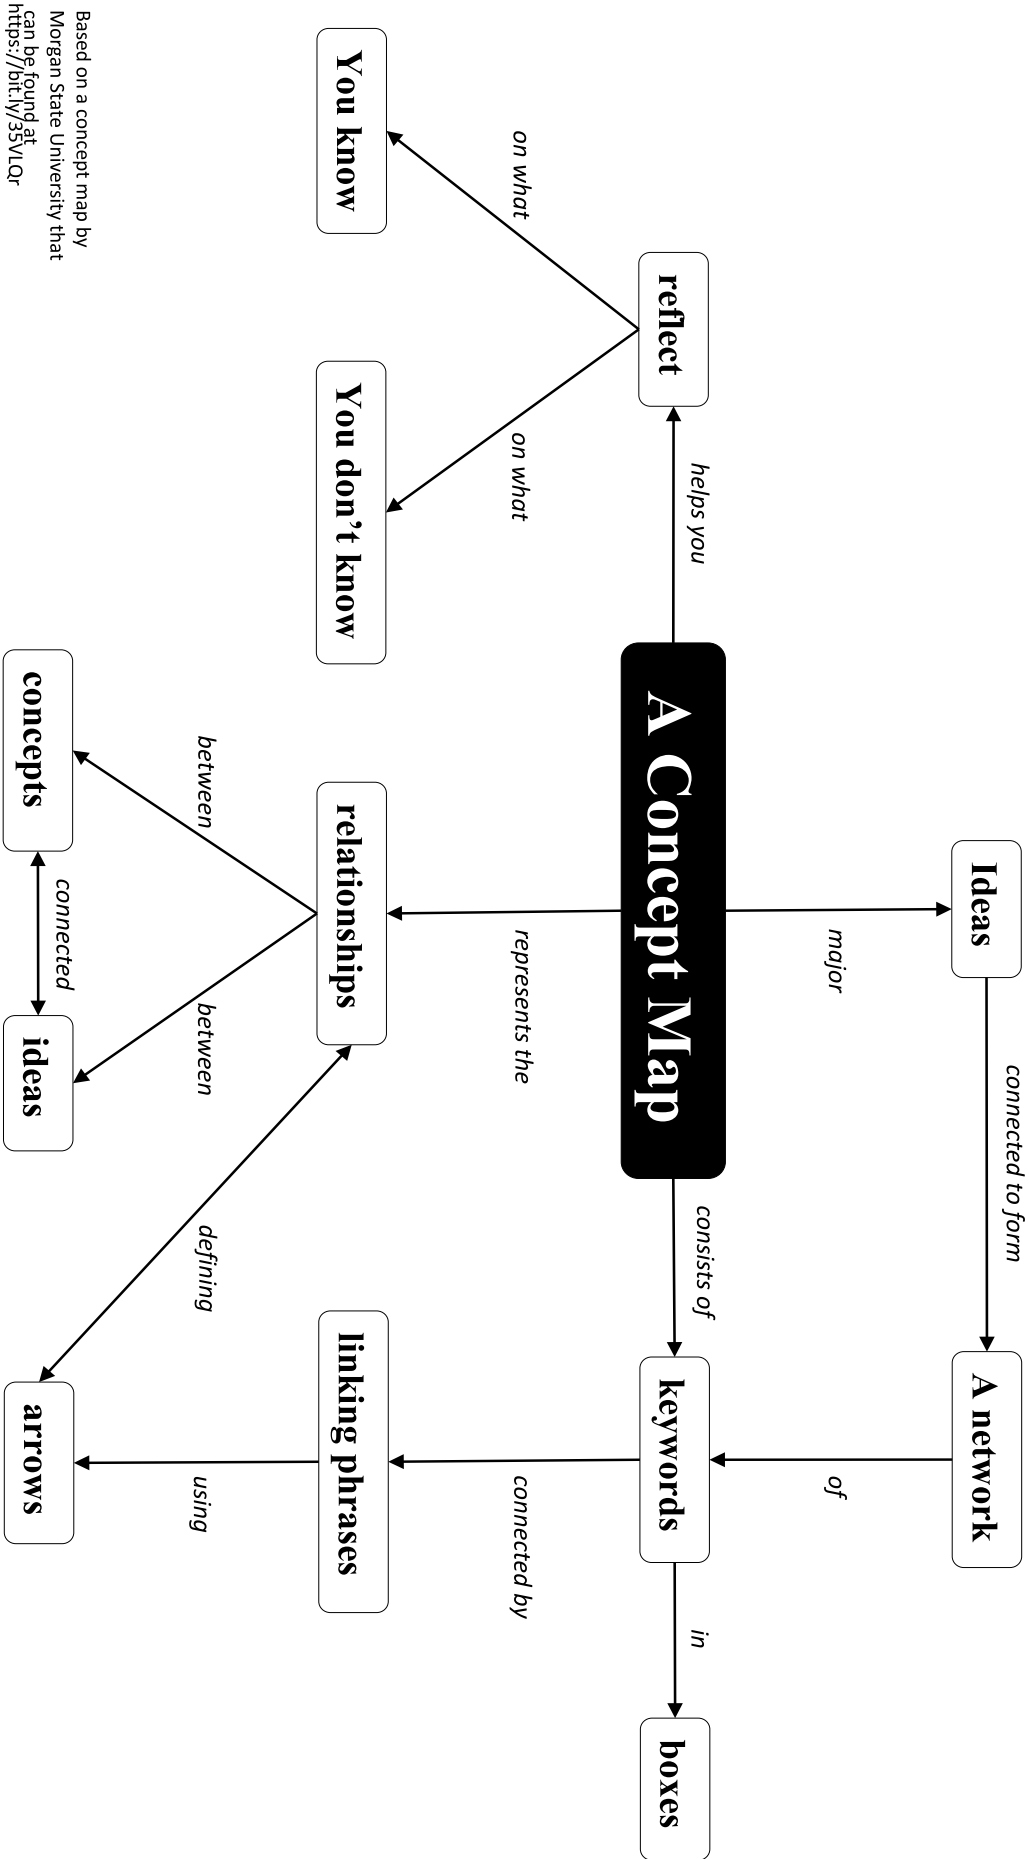 connected to form
Ideas
A network
major
of
helps you
consists of
in
reflect
A Concept Map
keywords
boxes
on what
on what
represents the
connected by
You know
You don't know
relationships
linking phrases
between
between
defining
using
concepts
connected
ideas
arrows
Based on a concept map by
Morgan State University that
can be found at
https://bit.ly/35VLQr